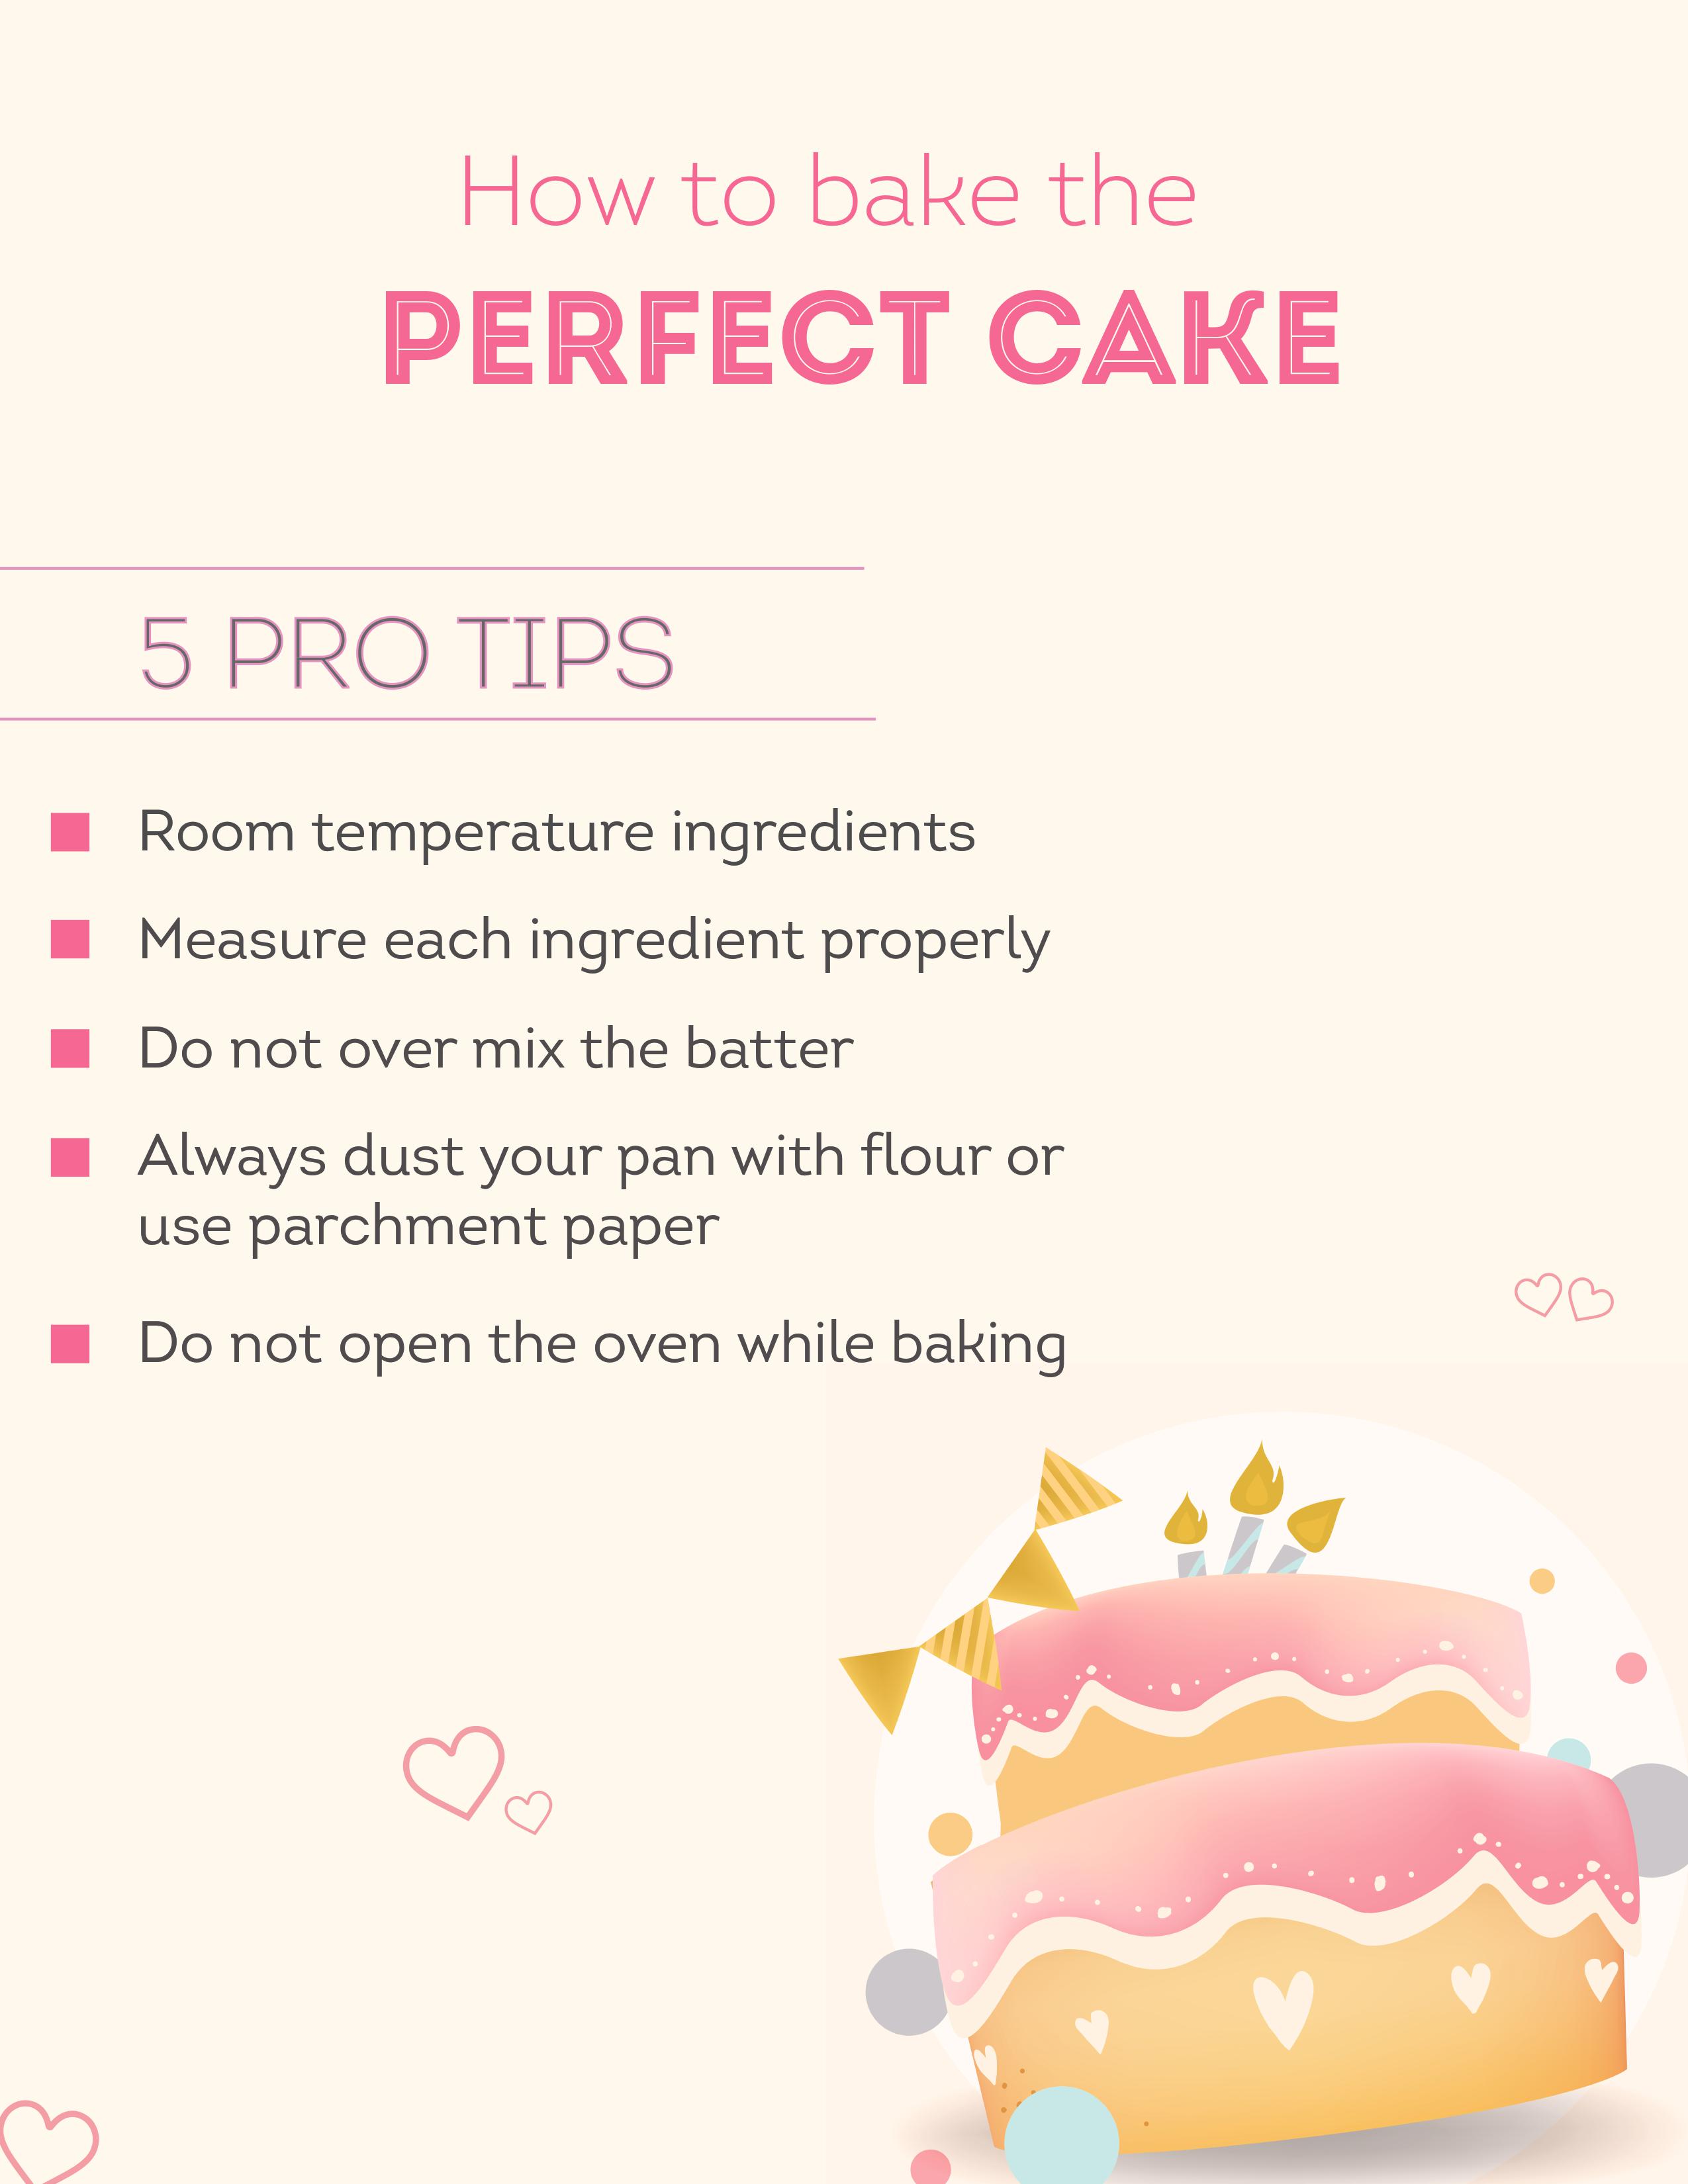 How to bake the
PERFECT CAKE
5 PRO TIPS
Room temperature ingredients
Measure each ingredient properly
Do not over mix the batter
Always dust your pan with flour or
use parchment paper
Do not open the oven while baking